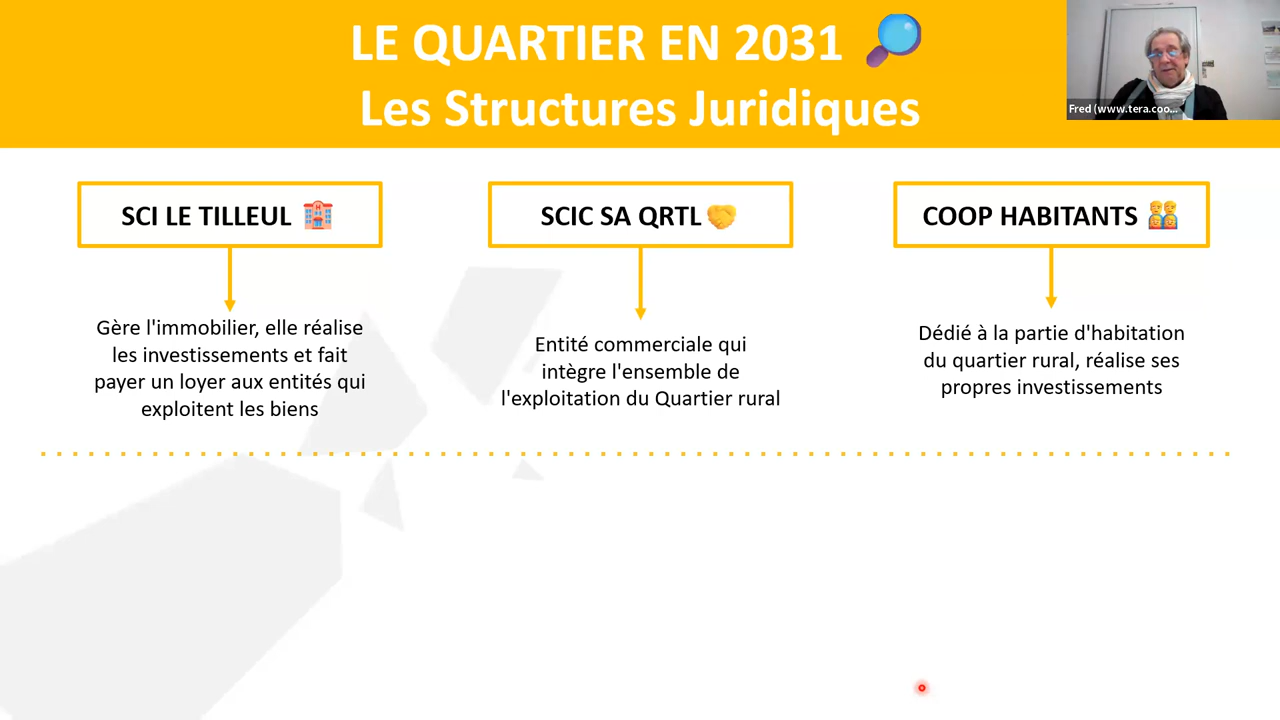 LE QUARTIER EN 2031
Les Structures Juridiques
Fred (www.tera.coo...
SCI LE TILLEUL
SCIC SA QRTL
COOP HABITANTS
Gère l'immobilier, elle réalise
les investissements et fait
payer un loyer aux entités qui
exploitent les biens
Entité commerciale qui
intègre l'ensemble de
l'exploitation du Quartier rural
Dédié à la partie d'habitation
du quartier rural, réalise ses
propres investissements